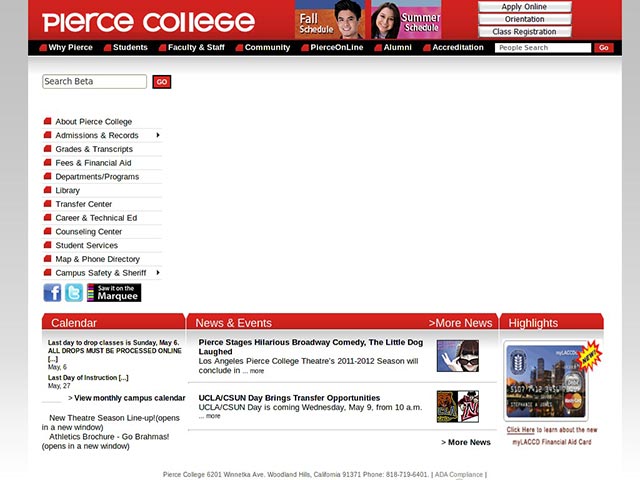 PIERCE COLLEGE
Fall
Schedule
Summer
Schedule
Apply Online
Orientation
Class Registration
Why Pierce
Students
Faculty & Staff
Community
PierceOnLine
Alumni
Accreditation
People Search
Go
Search Beta
GO
About Pierce College
Admissions & Records
Grades & Transcripts
Fees & Financial Aid
Departments/Programs
Library
Transfer Center
Career & Technical Ed
Counseling Center
Student Services
Map & Phone Directory
Campus Safety & Sheriff
Saw it on the
Marquee
Calendar
Last day to drop classes is Sunday, May 6.
ALL DROPS MUST BE PROCESSED ONLINE
[...]
May, 6
Last Day of Instruction [...]
May, 27
> View monthly campus calendar
New Theatre Season Line-up!(opens
in a new window)
Athletics Brochure - Go Brahmas!
(opens in a new window)
News & Events
>More News
Pierce Stages Hilarious Broadway Comedy, The Little Dog
Laughed
Los Angeles Pierce College Theatre's 2011-2012 Season will
conclude in ... more
UCLA/CSUN Day Brings Transfer Opportunities
UCLA/CSUN Day is coming Wednesday, May 9, from 10 a.m.
... more
> More News
Highlights
myLACCD
NEW!
MasterCard
Click Here to learn about the new
myLACCD Financial Aid Card
Pierce College 6201 Winnetka Ave. Woodland Hills, California 91371 Phone: 818-719-6401. | ADA Compliance |